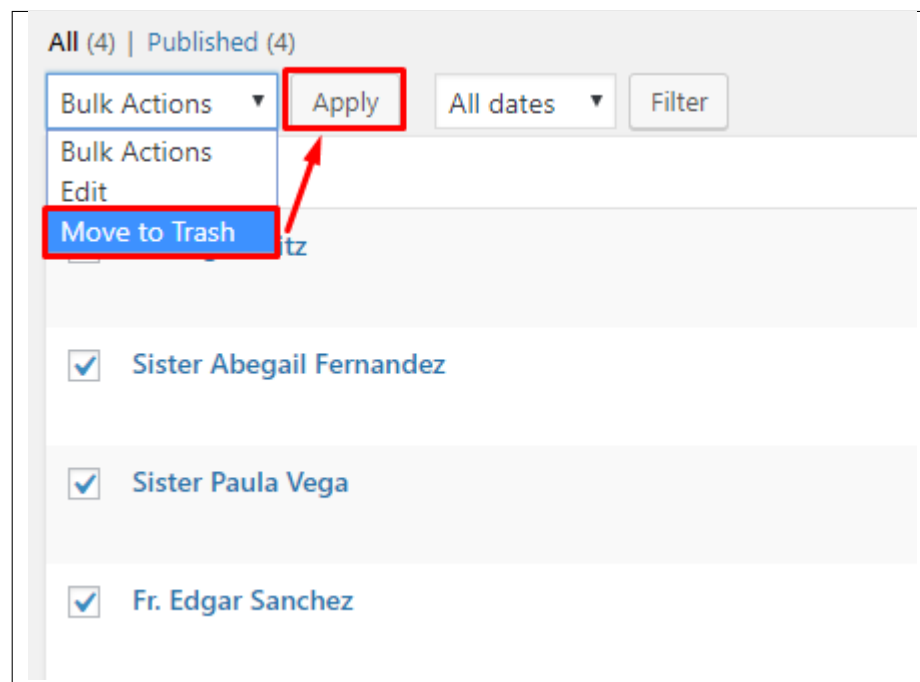 All (4) | Published (4)
Bulk Actions Apply All dates Filter
Bulk Actions
Edit
Move to Trash
itz
Sister Abegail Fernandez
Sister Paula Vega
Fr. Edgar Sanchez